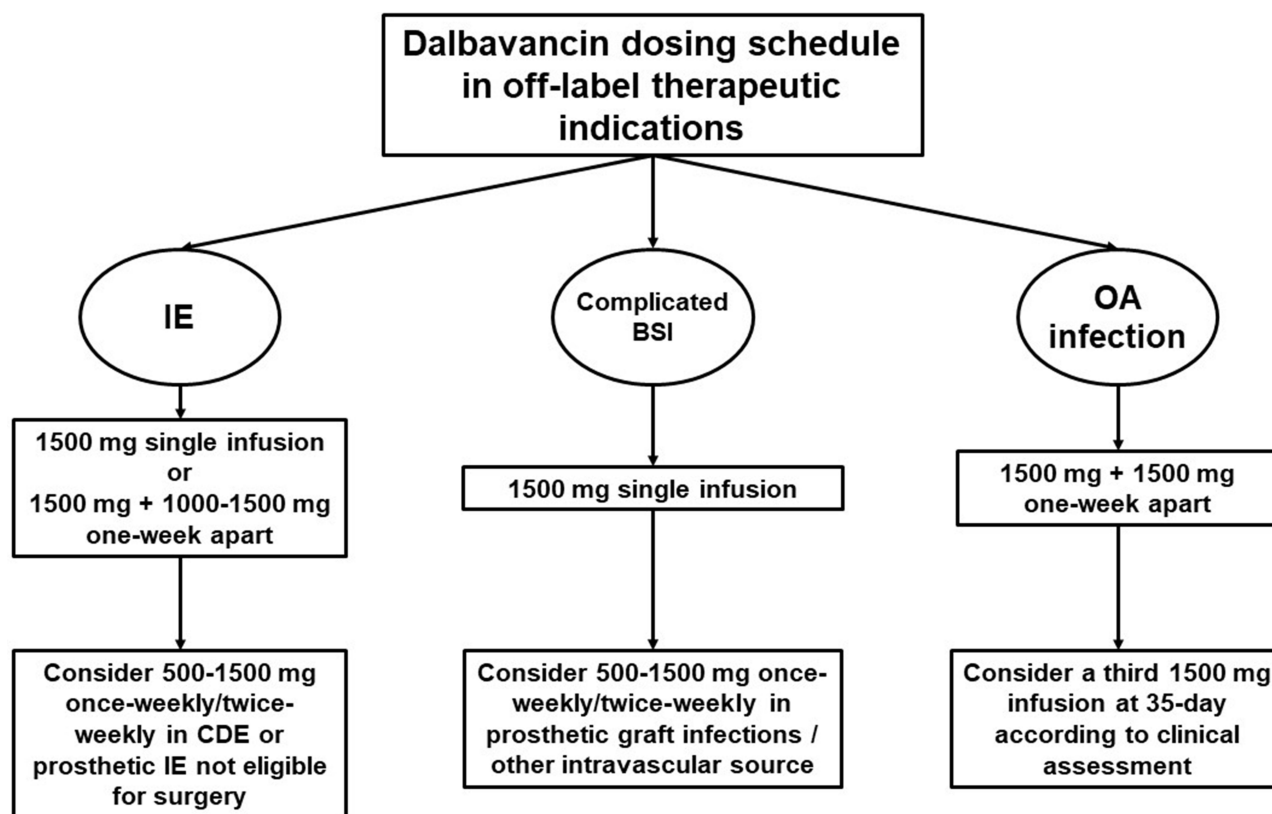 Dalbavancin dosing schedule
in off-label therapeutic
indications
IE
1500 mg single infusion
or
1500 mg + 1000-1500 mg
one-week apart
Consider 500-1500 mg
once-weekly/twice-
weekly in CDE or
prosthetic IE not eligible
for surgery
Complicated
BSI
1500 mg single infusion
Consider 500-1500 mg once-
weekly/twice-weekly in
prosthetic graft infections /
other intravascular source
OA
infection
1500 mg + 1500 mg
one-week apart
Consider a third 1500 mg
infusion at 35-day
according to clinical
assessment